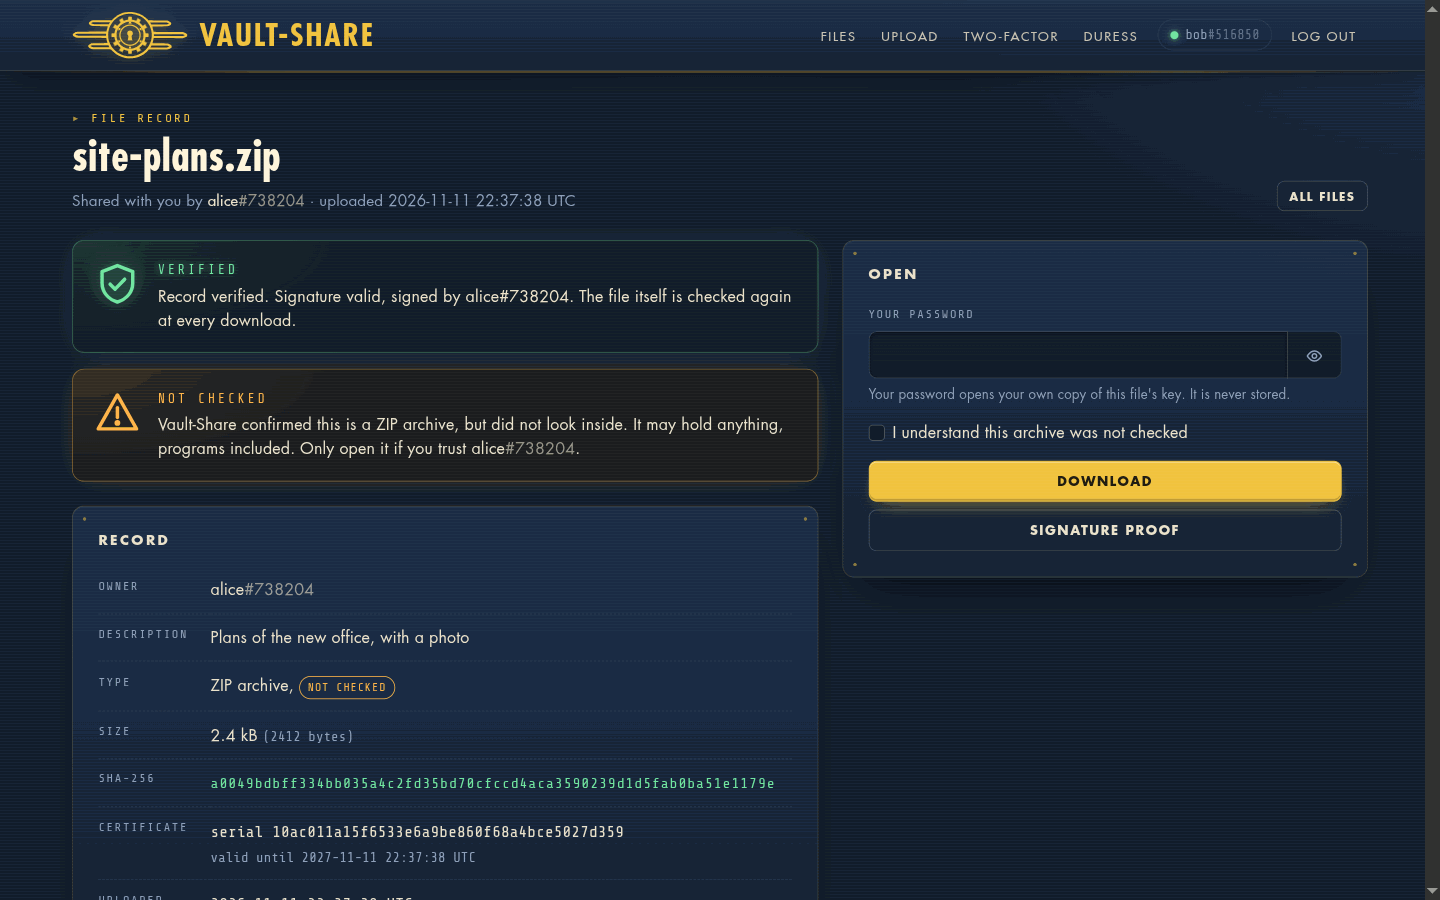 VAULT-SHARE
FILES UPLOAD TWO-FACTOR DURESS bob#516850 LOG OUT
▸ FILE RECORD
site-plans.zip
Shared with you by alice#738204 · uploaded 2026-11-11 22:37:38 UTC
ALL FILES
VERIFIED
Record verified. Signature valid, signed by alice#738204. The file itself is checked again
at every download.
NOT CHECKED
Vault-Share confirmed this is a ZIP archive, but did not look inside. It may hold anything,
programs included. Only open it if you trust alice#738204.
RECORD
OWNER alice#738204
DESCRIPTION Plans of the new office, with a photo
TYPE ZIP archive, NOT CHECKED
SIZE 2.4 kB (2412 bytes)
SHA-256 a0049bdbff334bb035a4c2fd35bd70cfccd4aca3590239d1d5fab0ba51e1179e
CERTIFICATE serial 10ac011a15f6533e6a9be860f68a4bce5027d359
valid until 2027-11-11 22:37:38 UTC
OPEN
YOUR PASSWORD
Your password opens your own copy of this file's key. It is never stored.
I understand this archive was not checked
DOWNLOAD
SIGNATURE PROOF